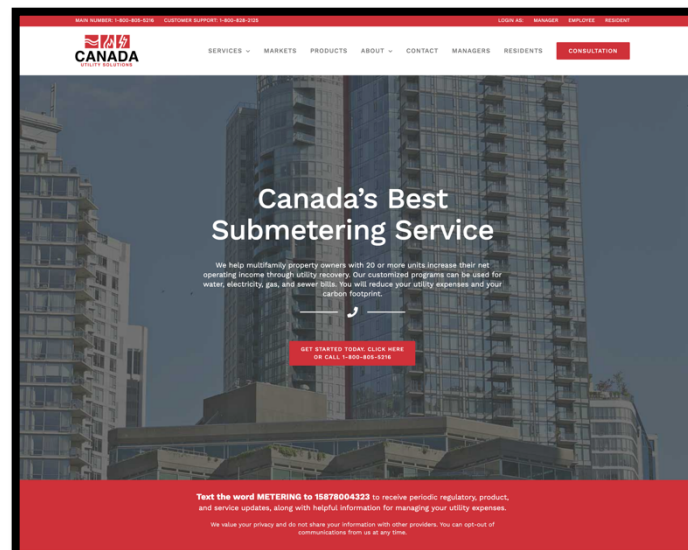 MAIN NUMBER: 1-800-805-5216 CUSTOMER SUPPORT: 1-800-828-2125 LOGIN AS: MANAGER EMPLOYEE RESIDENT
CANADA
UTILITY SOLUTIONS
SERVICES MARKETS PRODUCTS ABOUT CONTACT MANAGERS RESIDENTS CONSULTATION
Canada's Best
Submetering Service
We help multifamily property owners with 20 or more units increase their net
operating income through utility recovery. Our customized programs can be used for
water, electricity, gas, and sewer bills. You will reduce your utility expenses and your
carbon footprint.
GET STARTED TODAY. CLICK HERE
OR CALL 1-800-805-5216
Text the word METERING to 15878004323 to receive periodic regulatory, product,
and service updates, along with helpful information for managing your utility expenses.
We value your privacy and do not share your information with other providers. You can opt-out of
communications from us at any time.